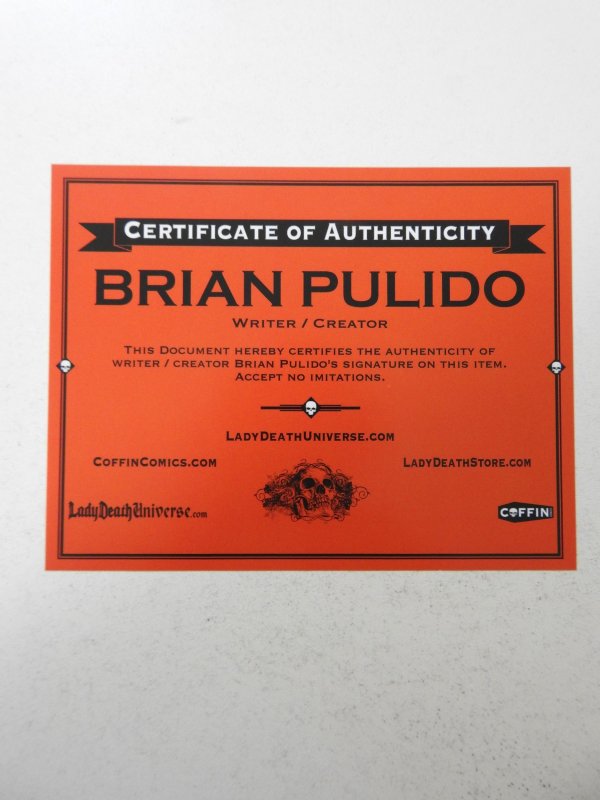 CERTIFICATE OF AUTHENTICITY
BRIAN PULIDO
WRITER / CREATOR
THIS DOCUMENT HEREBY CERTIFIES THE AUTHENTICITY OF
WRITER / CREATOR BRIAN PULIDO'S SIGNATURE ON THIS ITEM.
ACCEPT NO IMITATIONS.
LADYDEATHUNIVERSE.COM
COFFINCOMICS.COM
LADYDEATHSTORE.COM
LadyDeathUniverse.com
COFFIN